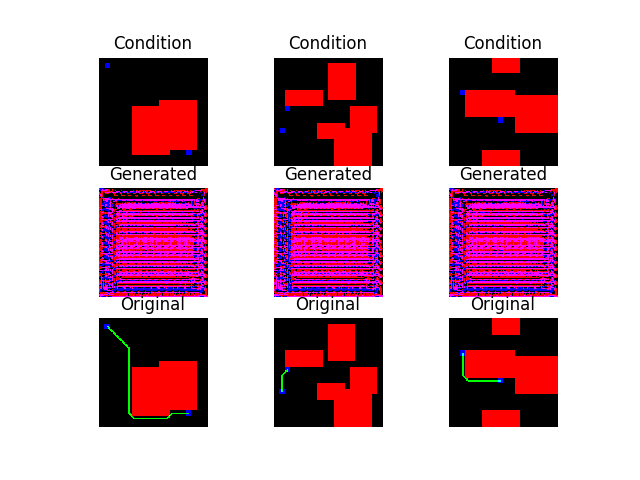 Condition Condition Condition
Generated Generated Generated
Original Original Original